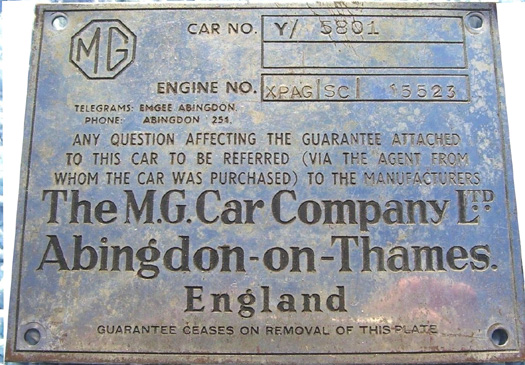 MG
CAR NO. Y/ 5801
ENGINE NO. XPAG SC 15523
TELEGRAMS: EMGEE ABINGDON.
PHONE: ABINGDON 251.
ANY QUESTION AFFECTING THE GUARANTEE ATTACHED
TO THIS CAR TO BE REFERRED (VIA THE AGENT FROM
WHOM THE CAR WAS PURCHASED) TO THE MANUFACTURERS
The M.G. Car Company LTD.
Abingdon-on-Thames.
England
GUARANTEE CEASES ON REMOVAL OF THIS PLATE